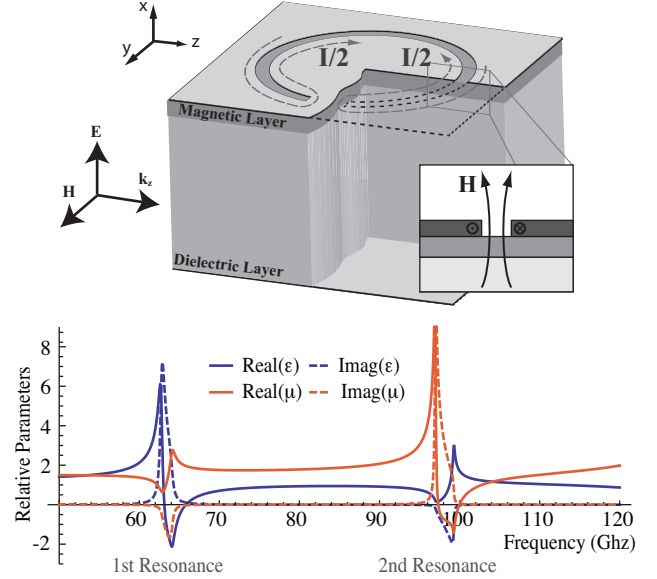 x
y
z
I/2
I/2
Magnetic Layer
E
H
k_z
H
Dielectric Layer
8
6
4
2
-2
Relative Parameters
Real(ε)
Imag(ε)
Real(μ)
Imag(μ)
60
70
80
90
100
110
120
Frequency (Ghz)
1st Resonance
2nd Resonance